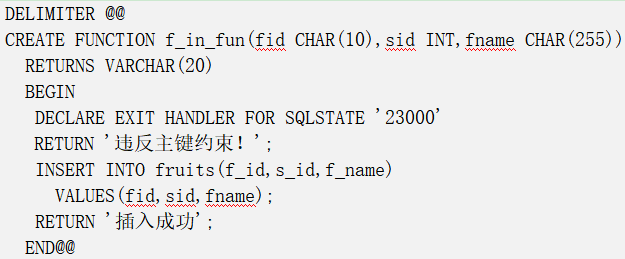 DELIMITER @@
CREATE FUNCTION f_in_fun(fid CHAR(10),sid INT,fname CHAR(255))
RETURNS VARCHAR(20)
BEGIN
DECLARE EXIT HANDLER FOR SQLSTATE '23000'
RETURN '违反主键约束！';
INSERT INTO fruits(f_id,s_id,f_name)
VALUES(fid,sid,fname);
RETURN '插入成功';
END@@